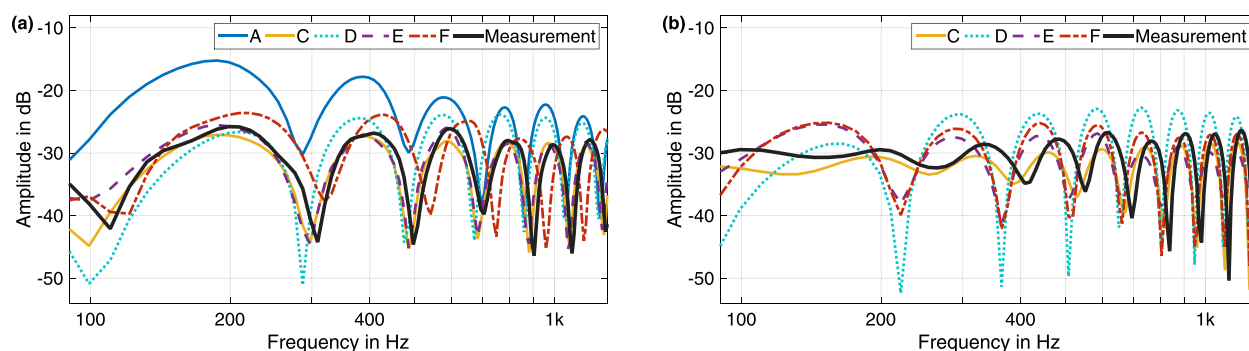 (a)
A C D E F Measurement
-10
-20
-30
-40
-50
Amplitude in dB
100 200 400 1k
Frequency in Hz
(b)
C D E F Measurement
-10
-20
-30
-40
-50
Amplitude in dB
100 200 400 1k
Frequency in Hz